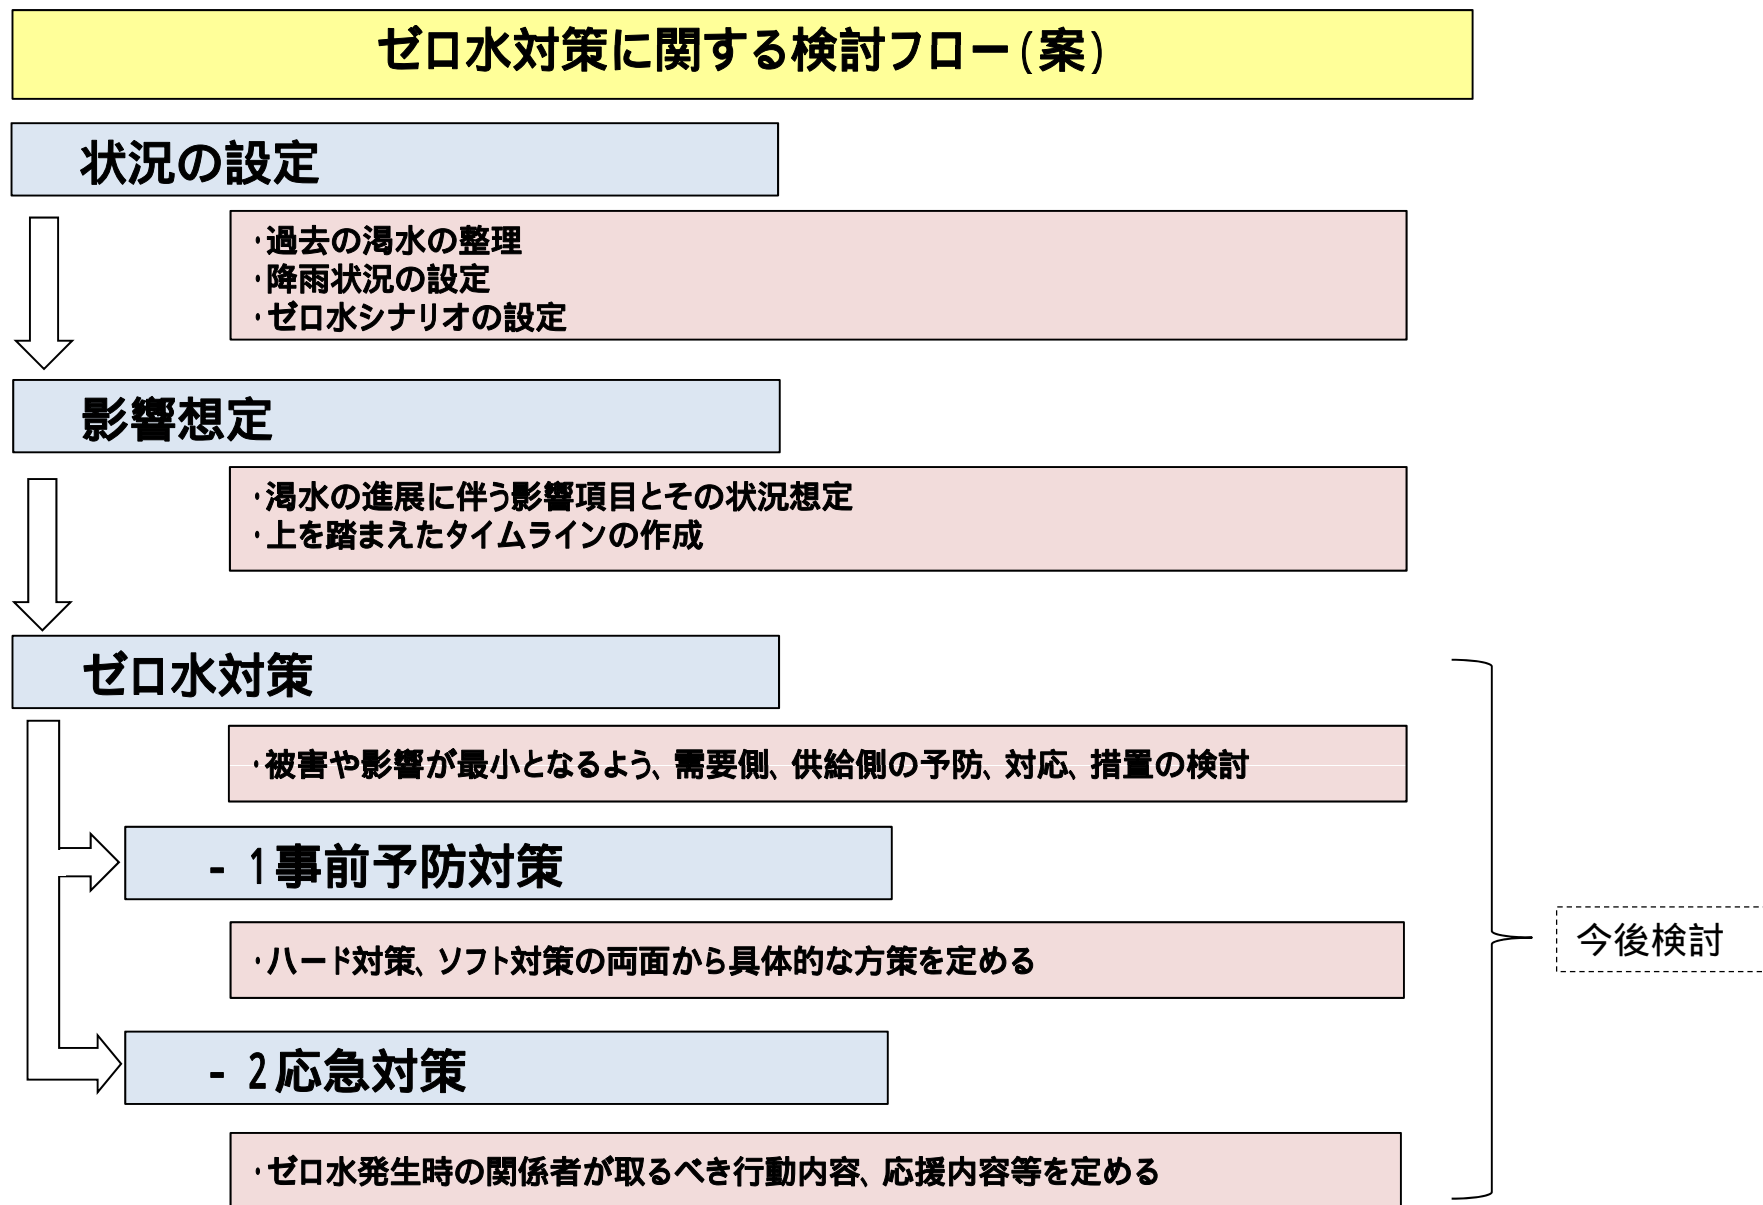 ゼロ水対策に関する検討フロー(案)
状況の設定
・過去の渇水の整理
・降雨状況の設定
・ゼロ水シナリオの設定
影響想定
・渇水の進展に伴う影響項目とその状況想定
・上を踏まえたタイムラインの作成
ゼロ水対策
・被害や影響が最小となるよう、需要側、供給側の予防、対応、措置の検討
-1事前予防対策
・ハード対策、ソフト対策の両面から具体的な方策を定める
今後検討
-2応急対策
・ゼロ水発生時の関係者が取るべき行動内容、応援内容等を定める